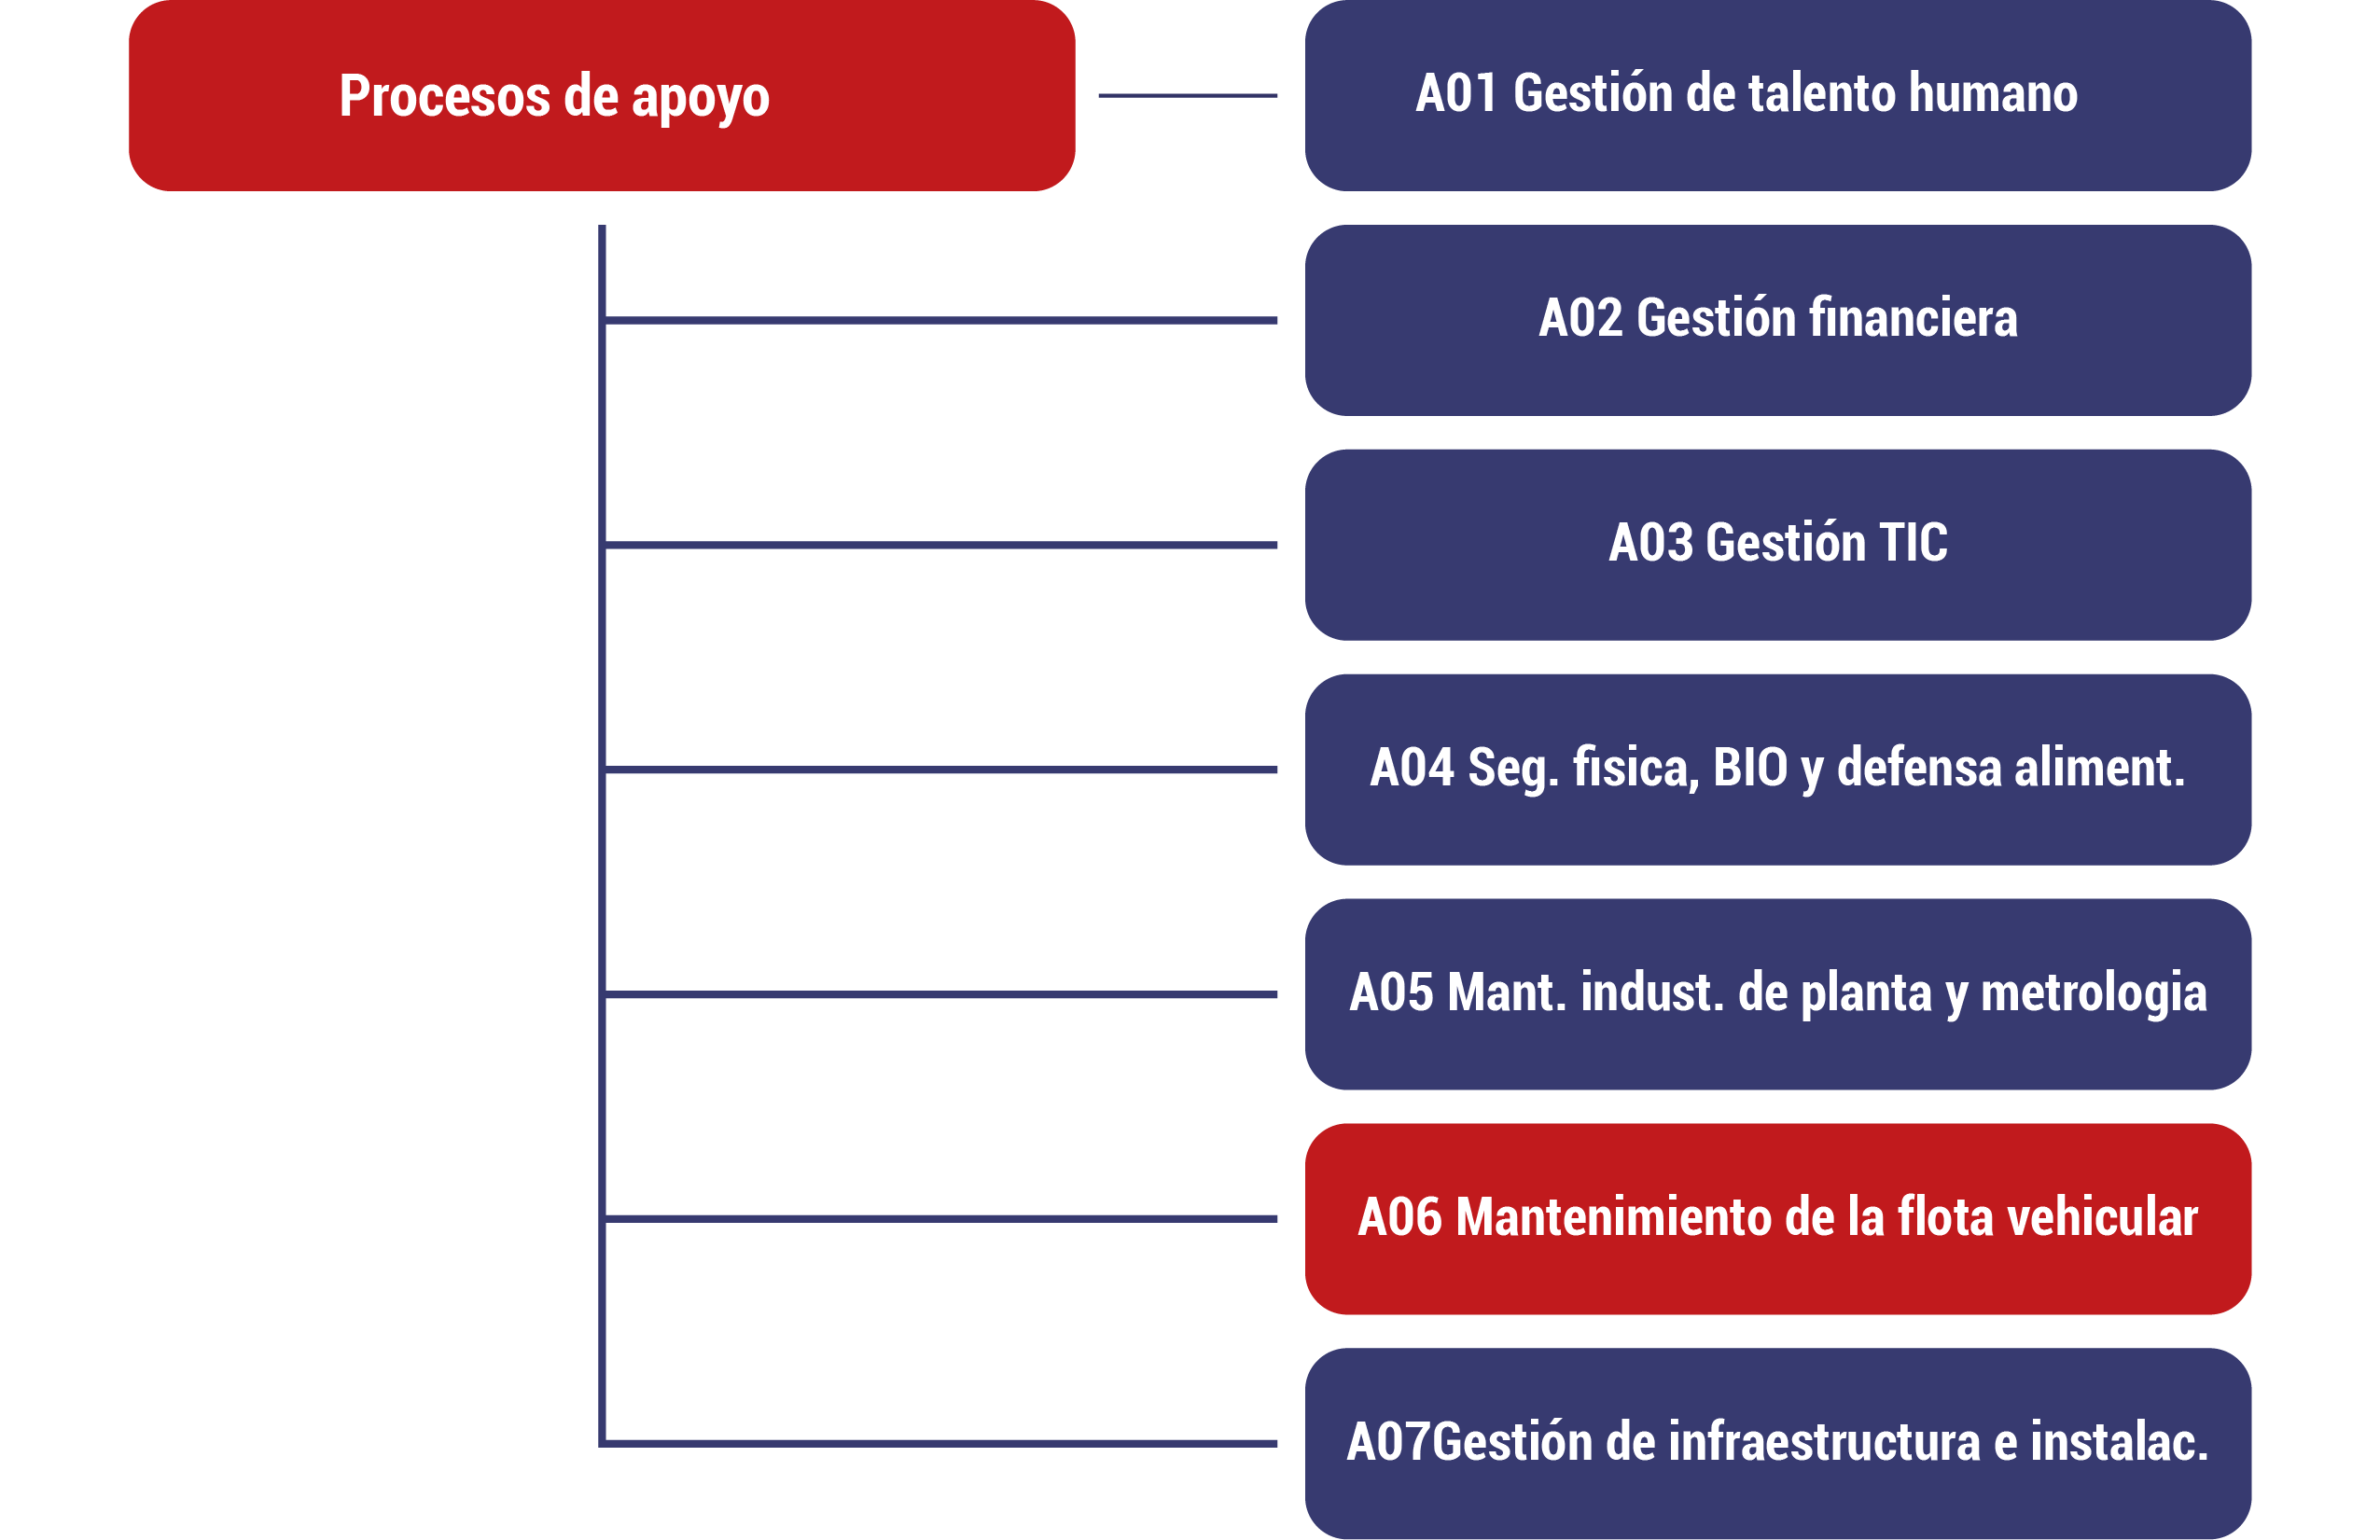 Procesos de apoyo
A01 Gestión de talento humano
A02 Gestión financiera
A03 Gestión TIC
A04 Seg. fisica, BIO y defensa aliment.
A05 Mant. indust. de planta y metrologia
A06 Mantenimiento de la flota vehicular
A07Gestión de infraestructura e instalac.